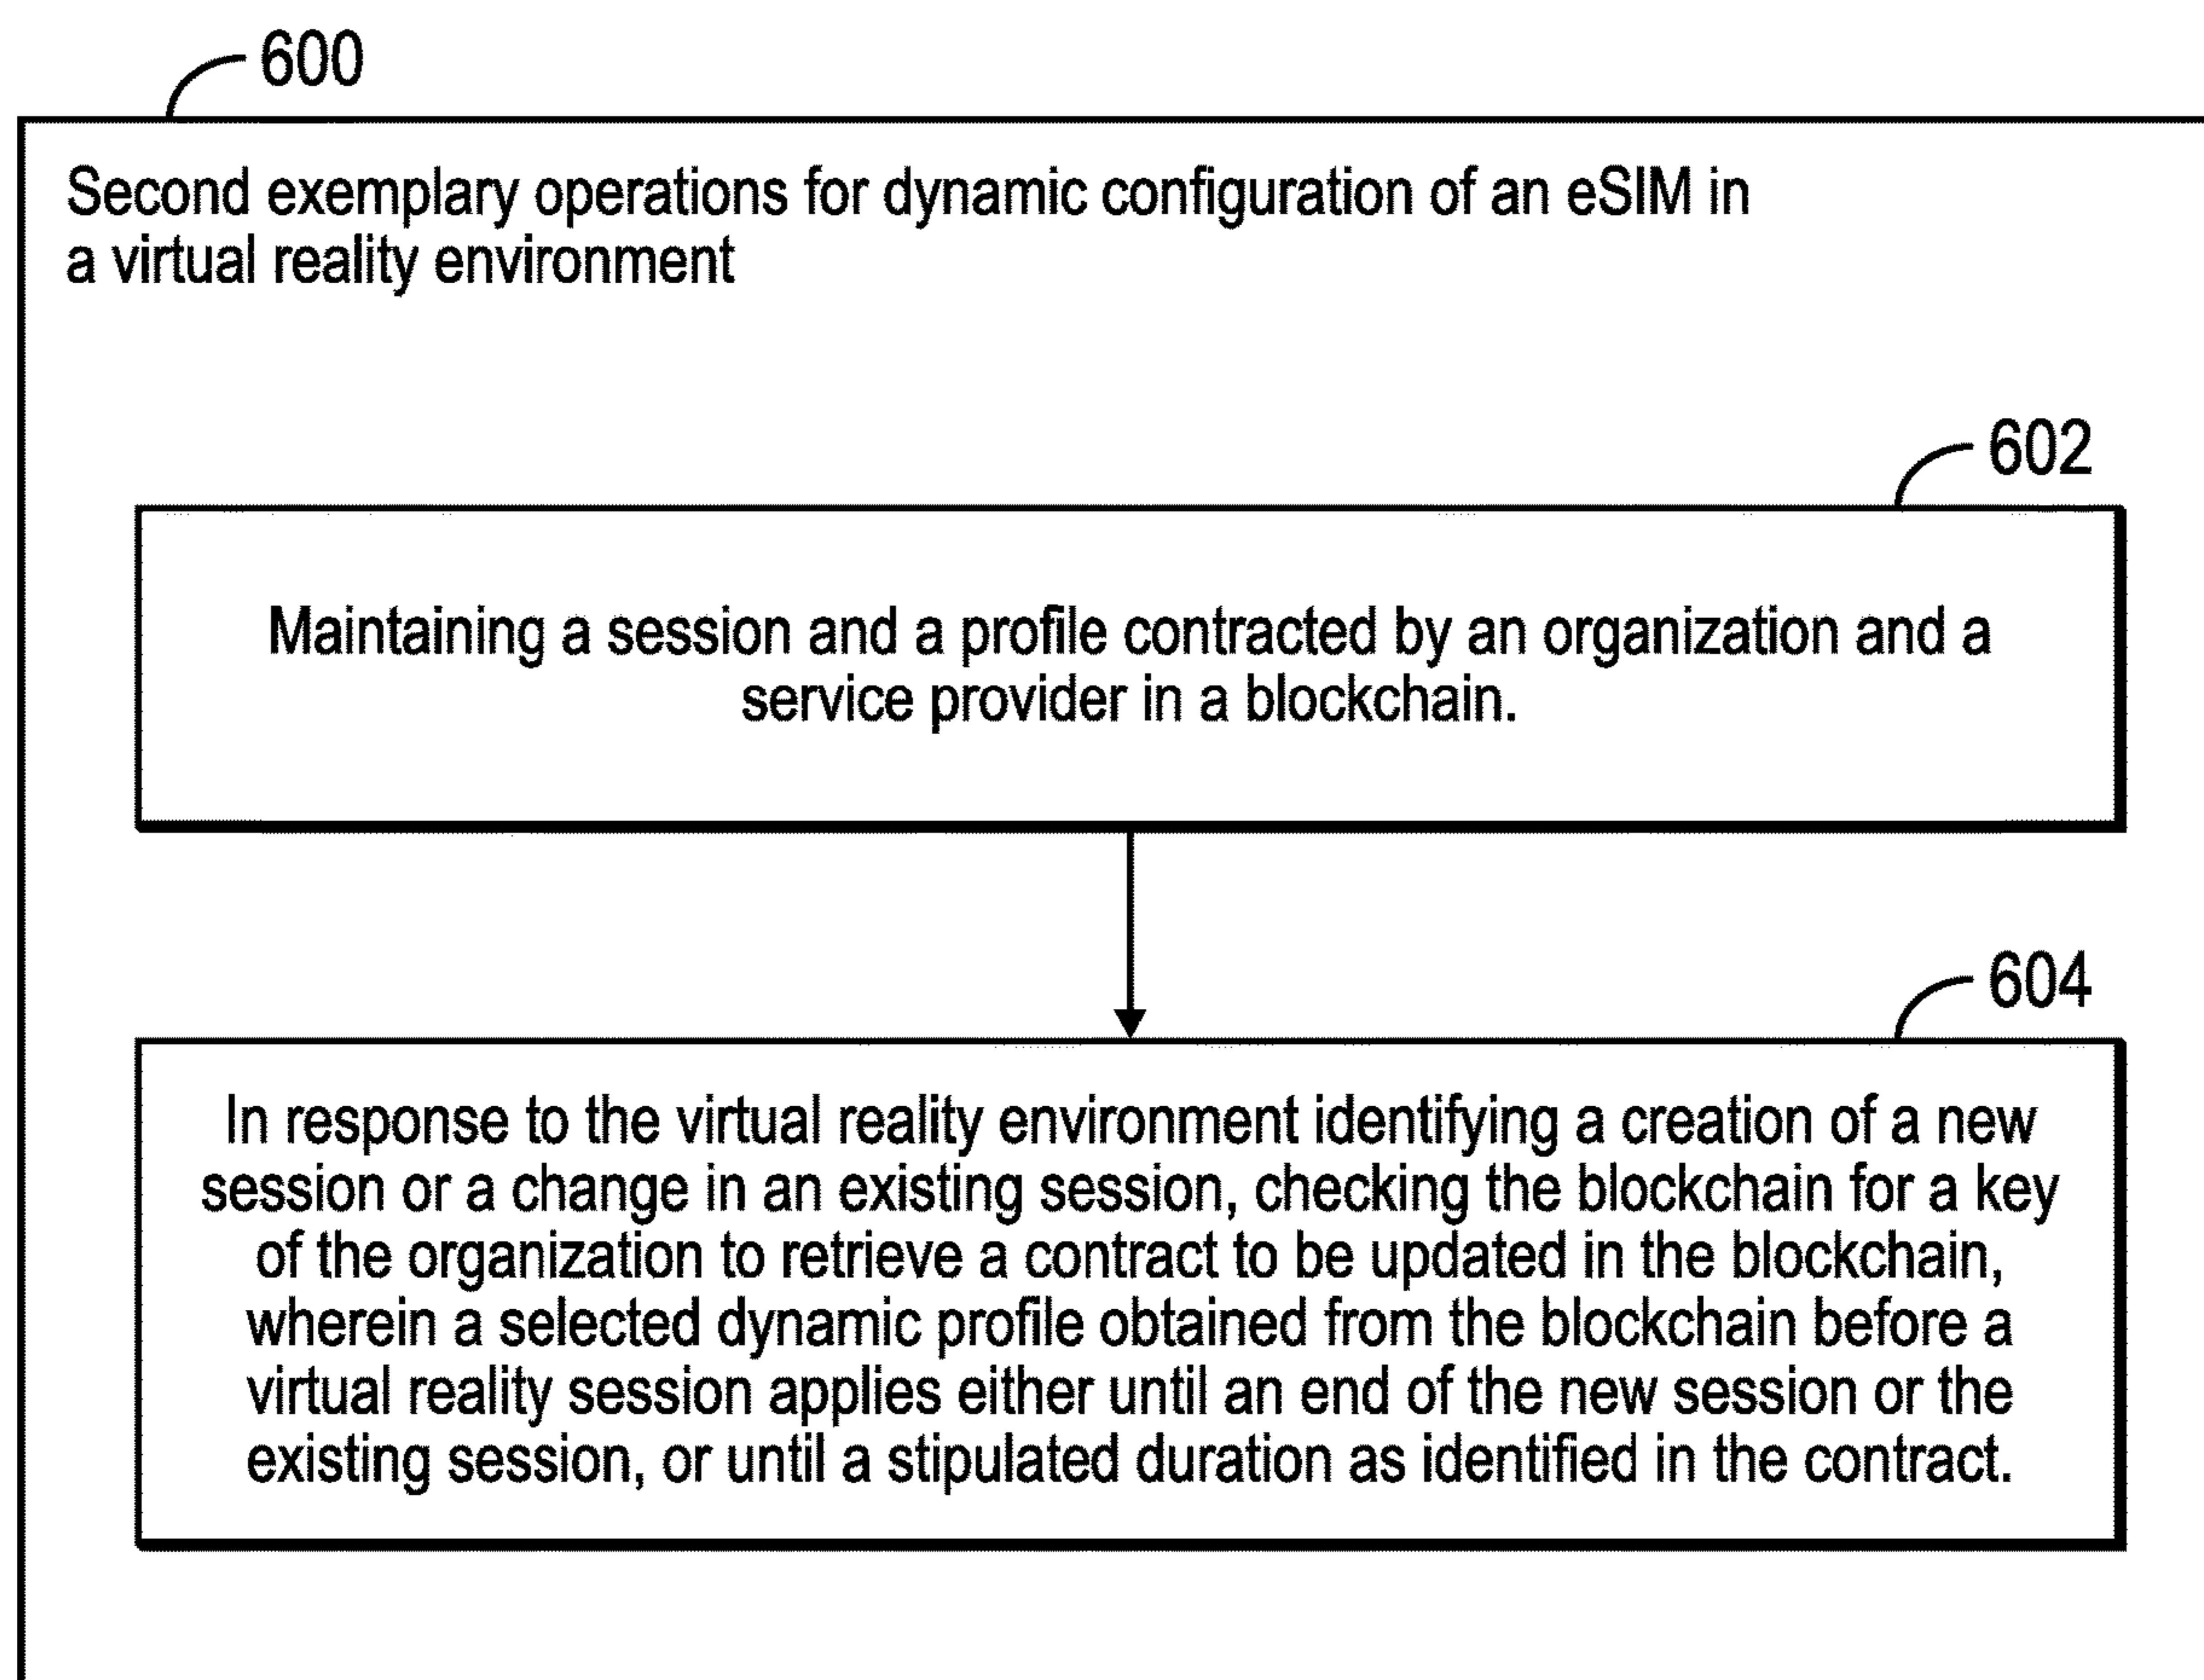 600
Second exemplary operations for dynamic configuration of an eSIM in
a virtual reality environment
602
Maintaining a session and a profile contracted by an organization and a
service provider in a blockchain.
604
In response to the virtual reality environment identifying a creation of a new
session or a change in an existing session, checking the blockchain for a key
of the organization to retrieve a contract to be updated in the blockchain,
wherein a selected dynamic profile obtained from the blockchain before a
virtual reality session applies either until an end of the new session or the
existing session, or until a stipulated duration as identified in the contract.